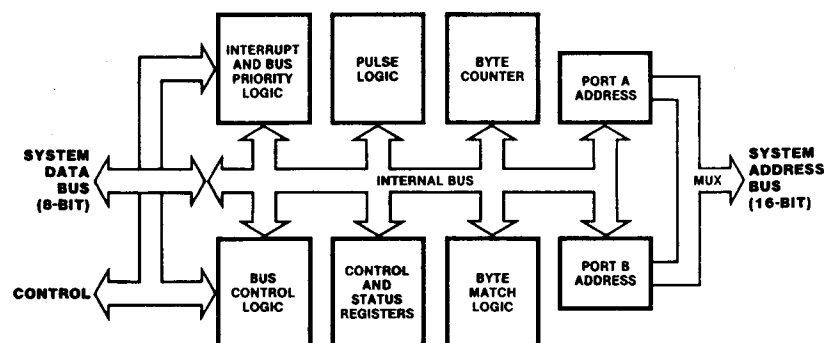 INTERRUPT
AND BUS
PRIORITY
LOGIC
PULSE
LOGIC
BYTE
COUNTER
PORT A
ADDRESS
SYSTEM
DATA
BUS
(8-BIT)
INTERNAL BUS
MUX
SYSTEM
ADDRESS
BUS
(16-BIT)
CONTROL
BUS
CONTROL
LOGIC
CONTROL
AND
STATUS
REGISTERS
BYTE
MATCH
LOGIC
PORT B
ADDRESS